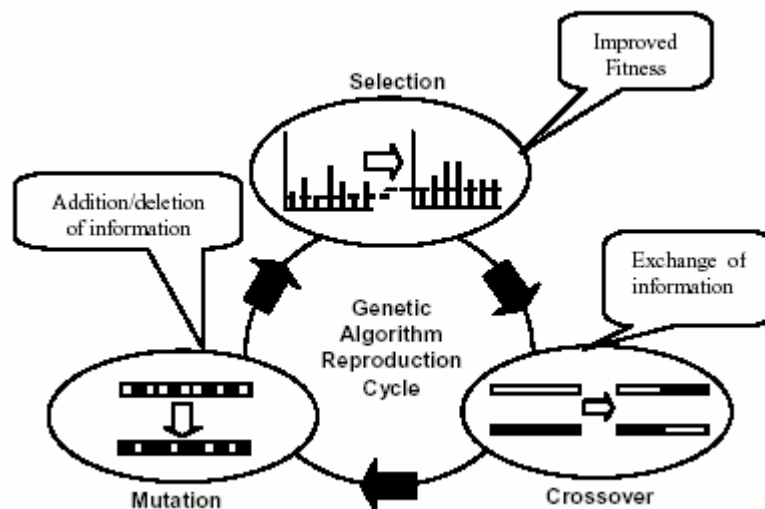 Improved
Fitness
Selection
Addition/deletion
of information
Exchange of
information
Genetic
Algorithm
Reproduction
Cycle
Mutation
Crossover